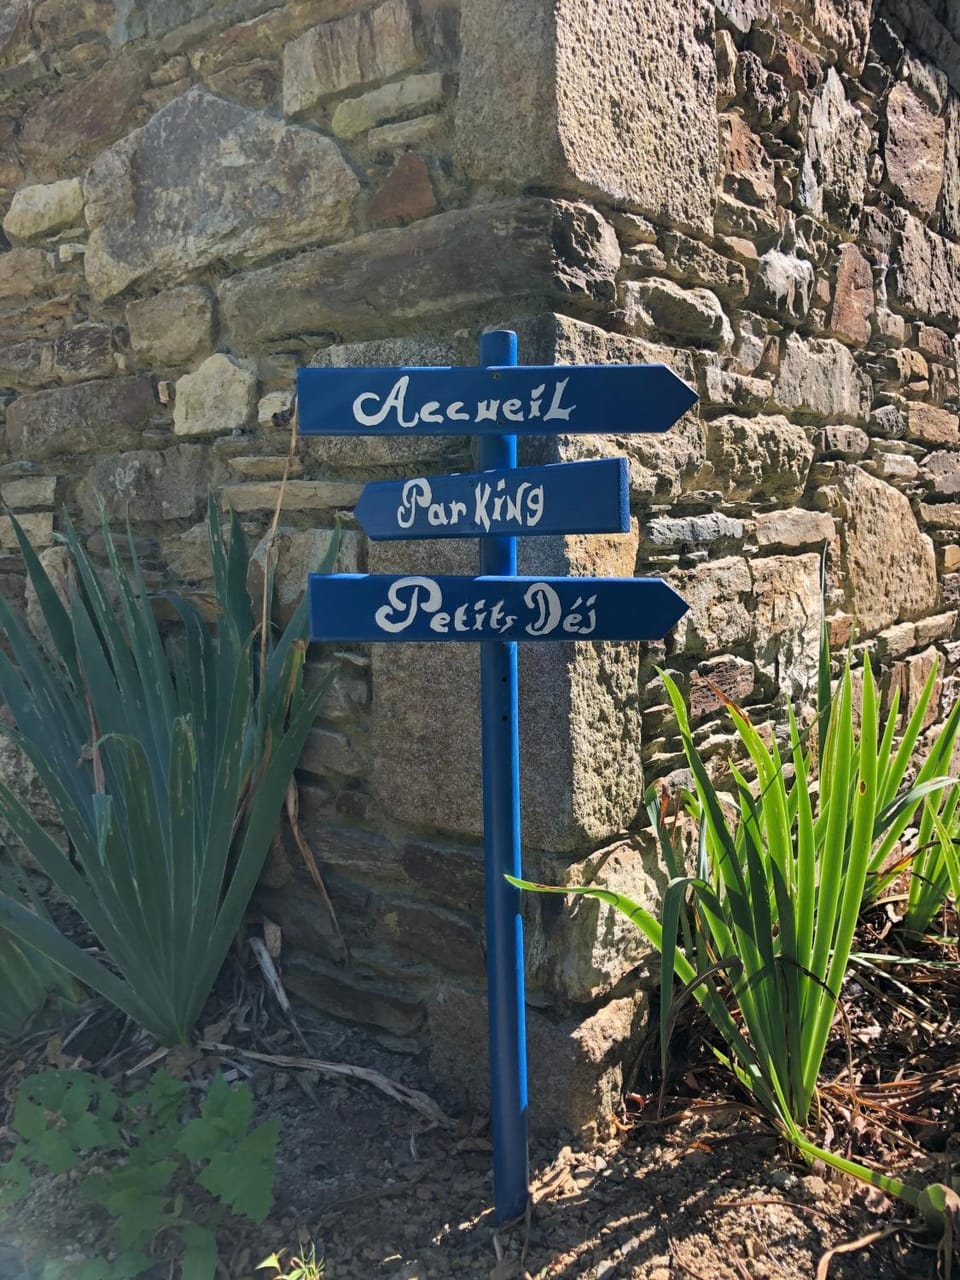 Accueil
Parking
Petits Déj